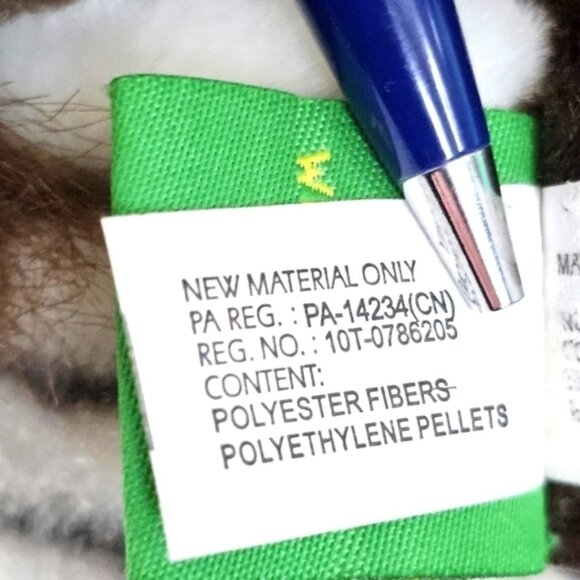 NEW MATERIAL ONLY
PA REG. : PA-14234(CN)
REG. NO. : 10T-0786205
CONTENT:
POLYESTER FIBERS
POLYETHYLENE PELLETS